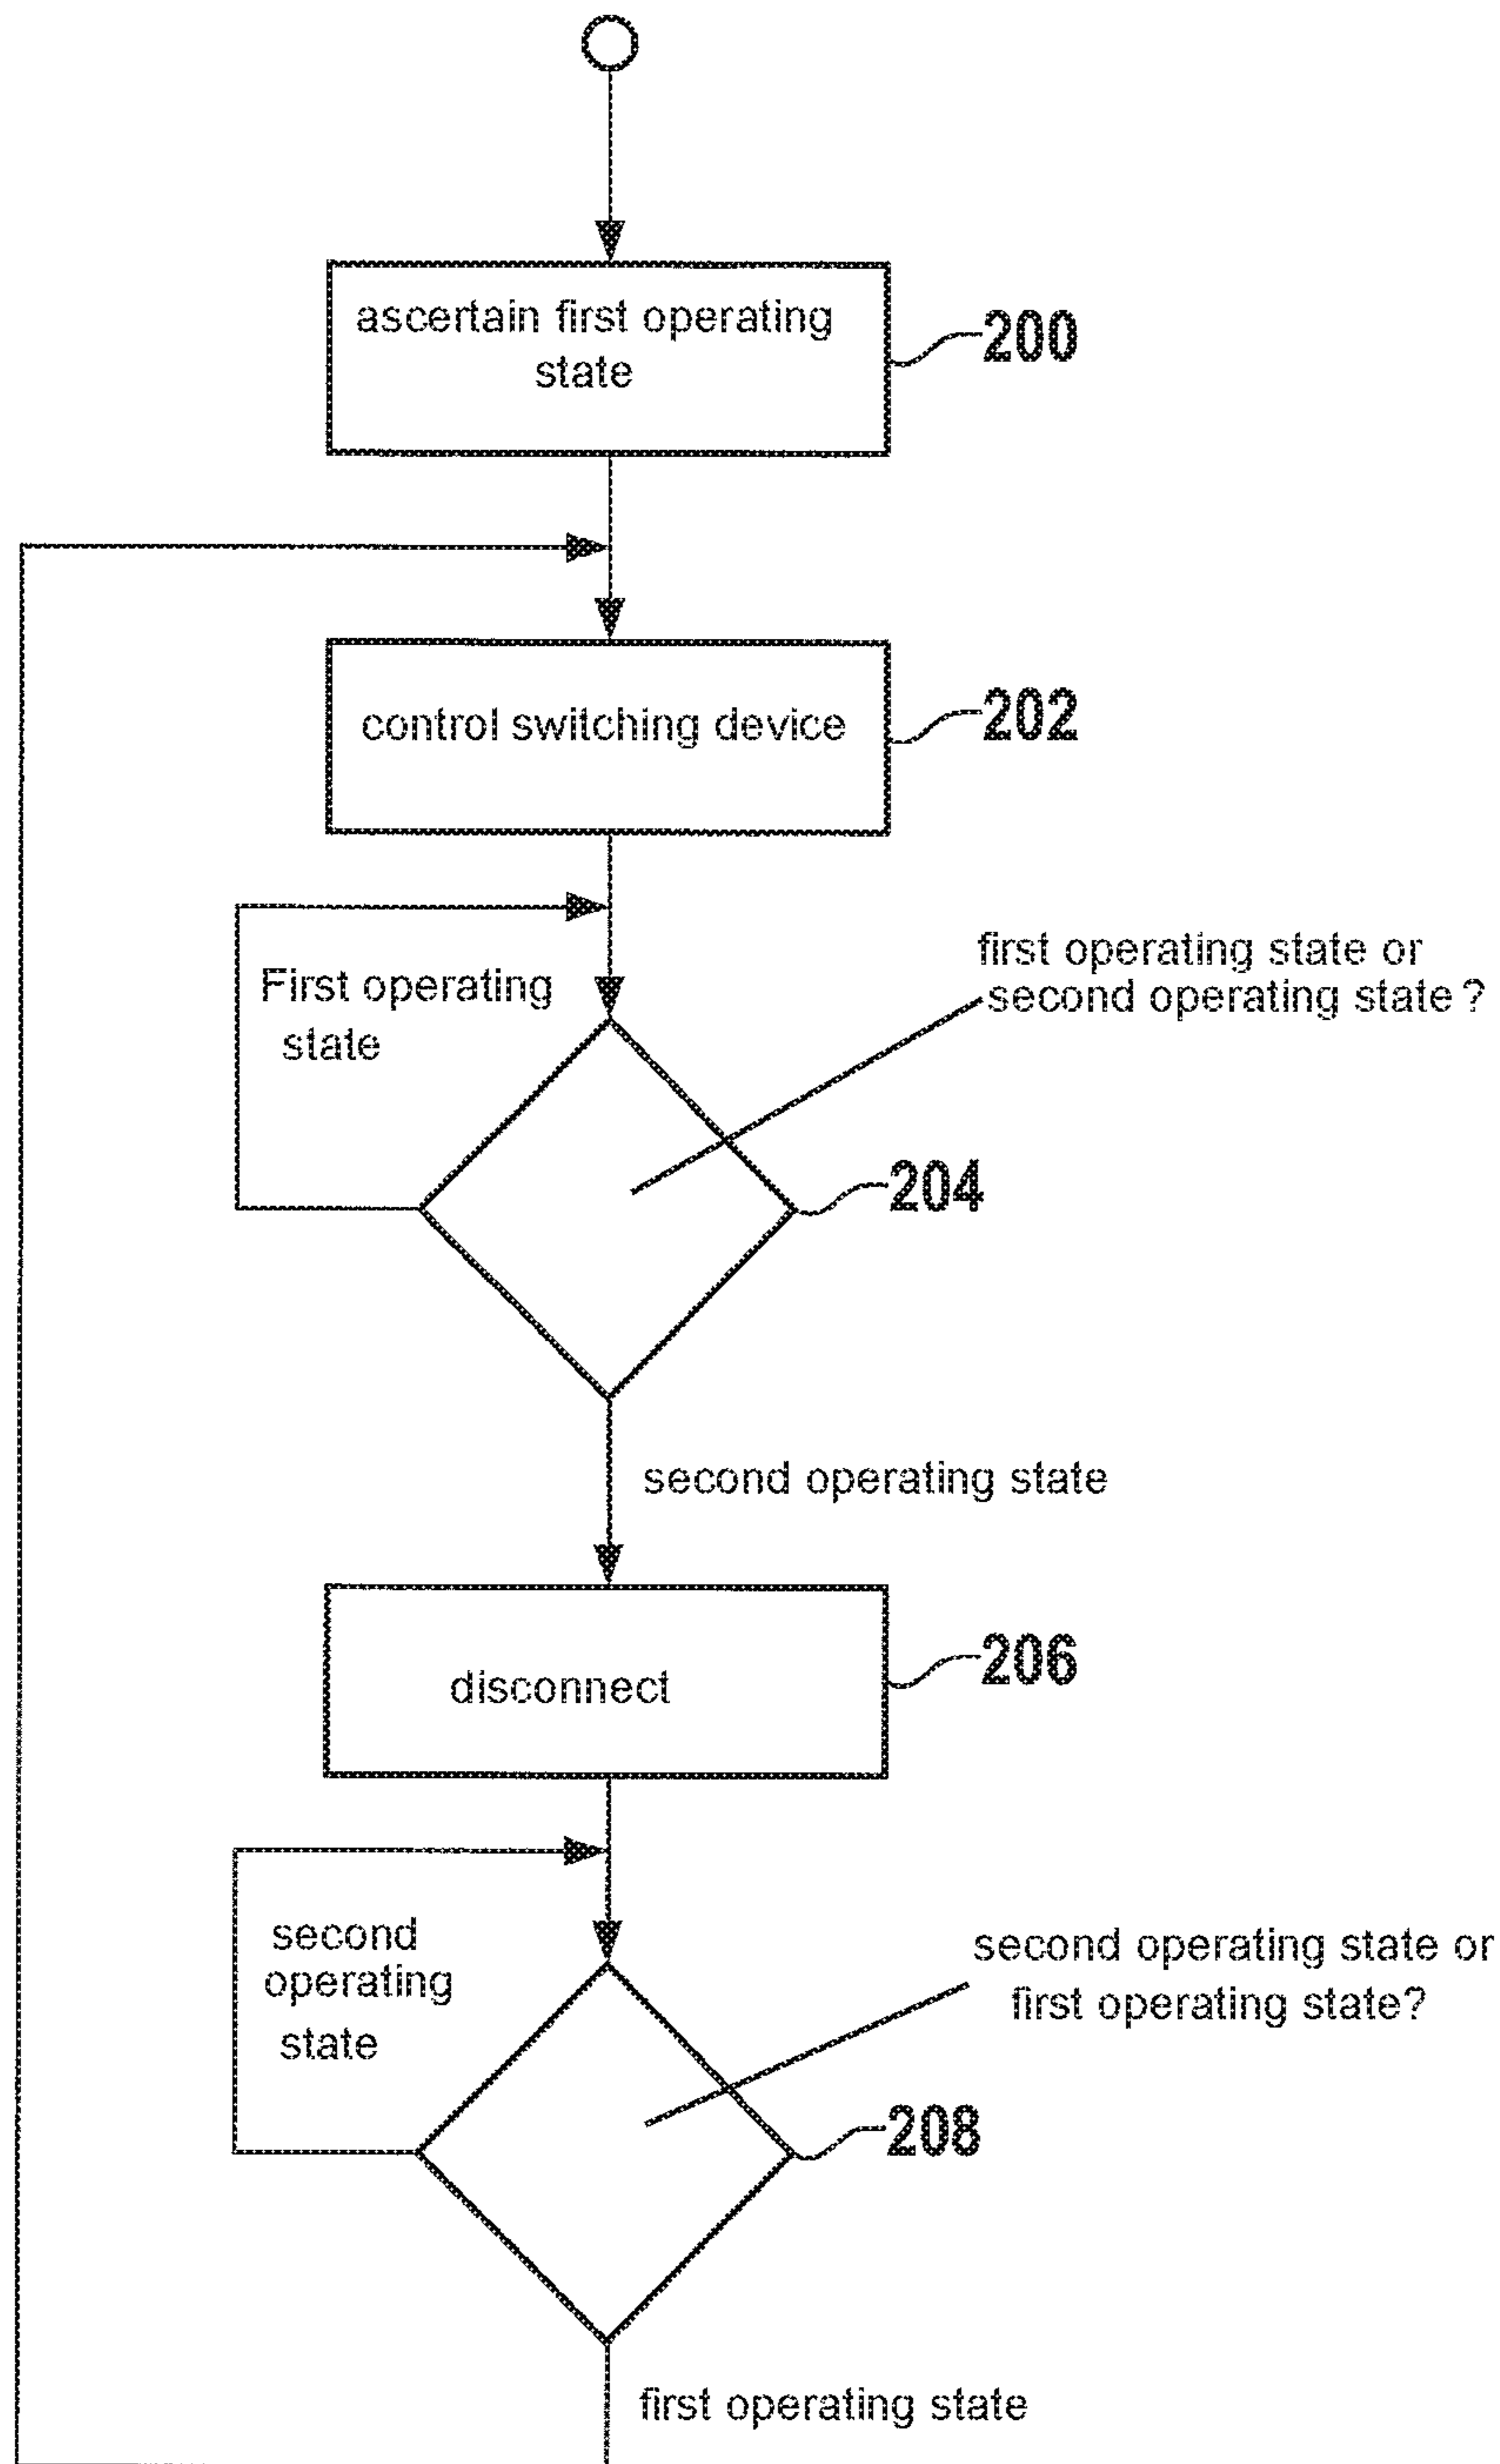 ascertain first operating
state
200
control switching device
202
First operating
state
first operating state or
second operating state ?
204
second operating state
disconnect
206
second
operating
state
second operating state or
first operating state?
208
first operating state